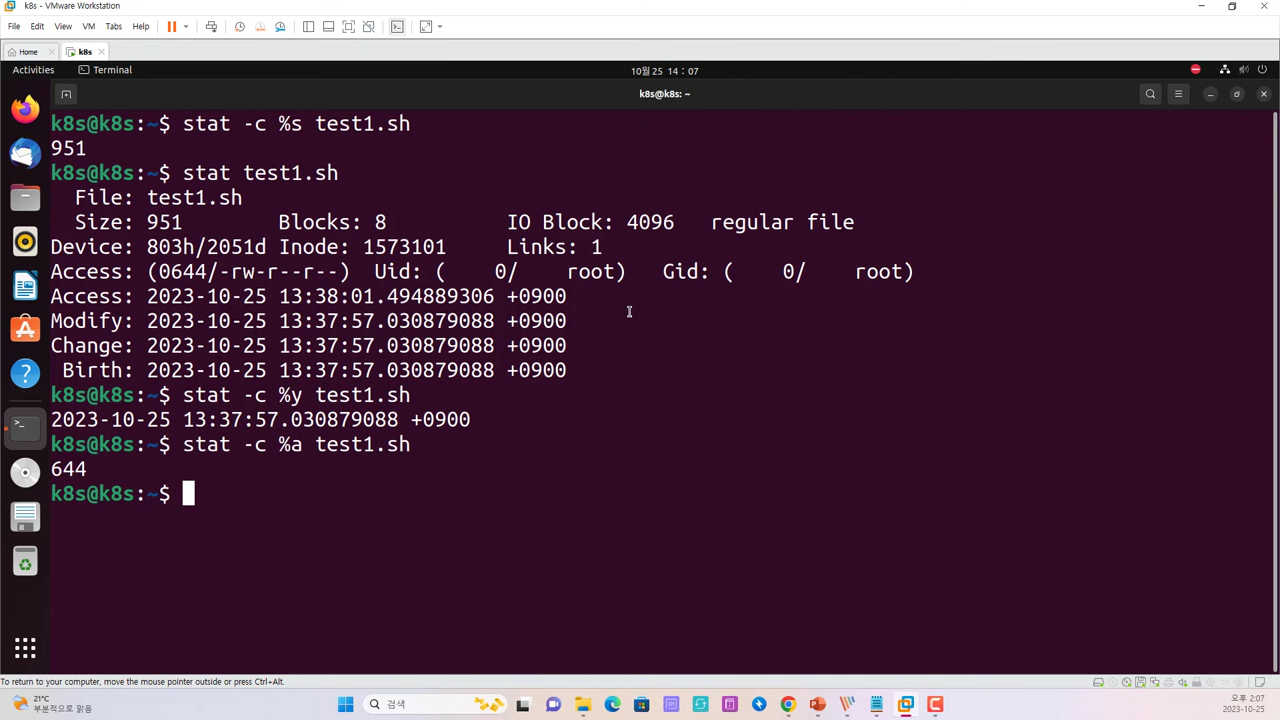 k8s - VMware Workstation
File Edit View VM Tabs Help
Home k8s
Activities Terminal 10월 25 14 : 07
k8s@k8s: ~
k8s@k8s:~$ stat -c %s test1.sh
951
k8s@k8s:~$ stat test1.sh
File: test1.sh
Size: 951 Blocks: 8 IO Block: 4096 regular file
Device: 803h/2051d Inode: 1573101 Links: 1
Access: (0644/-rw-r--r--) Uid: ( 0/ root) Gid: ( 0/ root)
Access: 2023-10-25 13:38:01.494889306 +0900
Modify: 2023-10-25 13:37:57.030879088 +0900
Change: 2023-10-25 13:37:57.030879088 +0900
Birth: 2023-10-25 13:37:57.030879088 +0900
k8s@k8s:~$ stat -c %y test1.sh
2023-10-25 13:37:57.030879088 +0900
k8s@k8s:~$ stat -c %a test1.sh
644
k8s@k8s:~$
To return to your computer, move the mouse pointer outside or press Ctrl+Alt.
21°C
부분적으로 맑음
검색
오후 2:07
2023-10-25